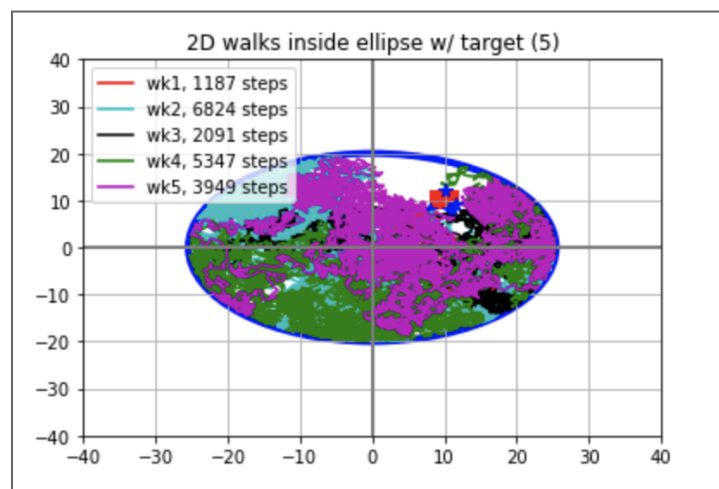 2D walks inside ellipse w/ target (5)
40
wk1, 1187 steps
wk2, 6824 steps
wk3, 2091 steps
wk4, 5347 steps
wk5, 3949 steps
30
20
10
0
−10
−20
−30
−40
−40 −30 −20 −10 0 10 20 30 40